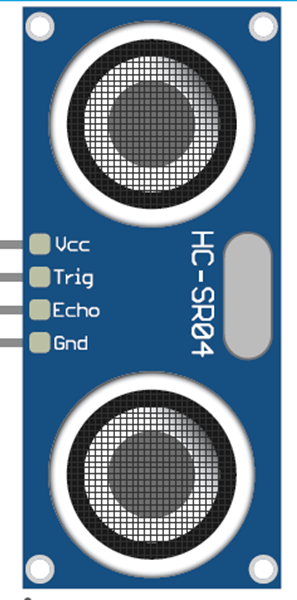 Vcc
Trig
Echo
Gnd
HC-SR04